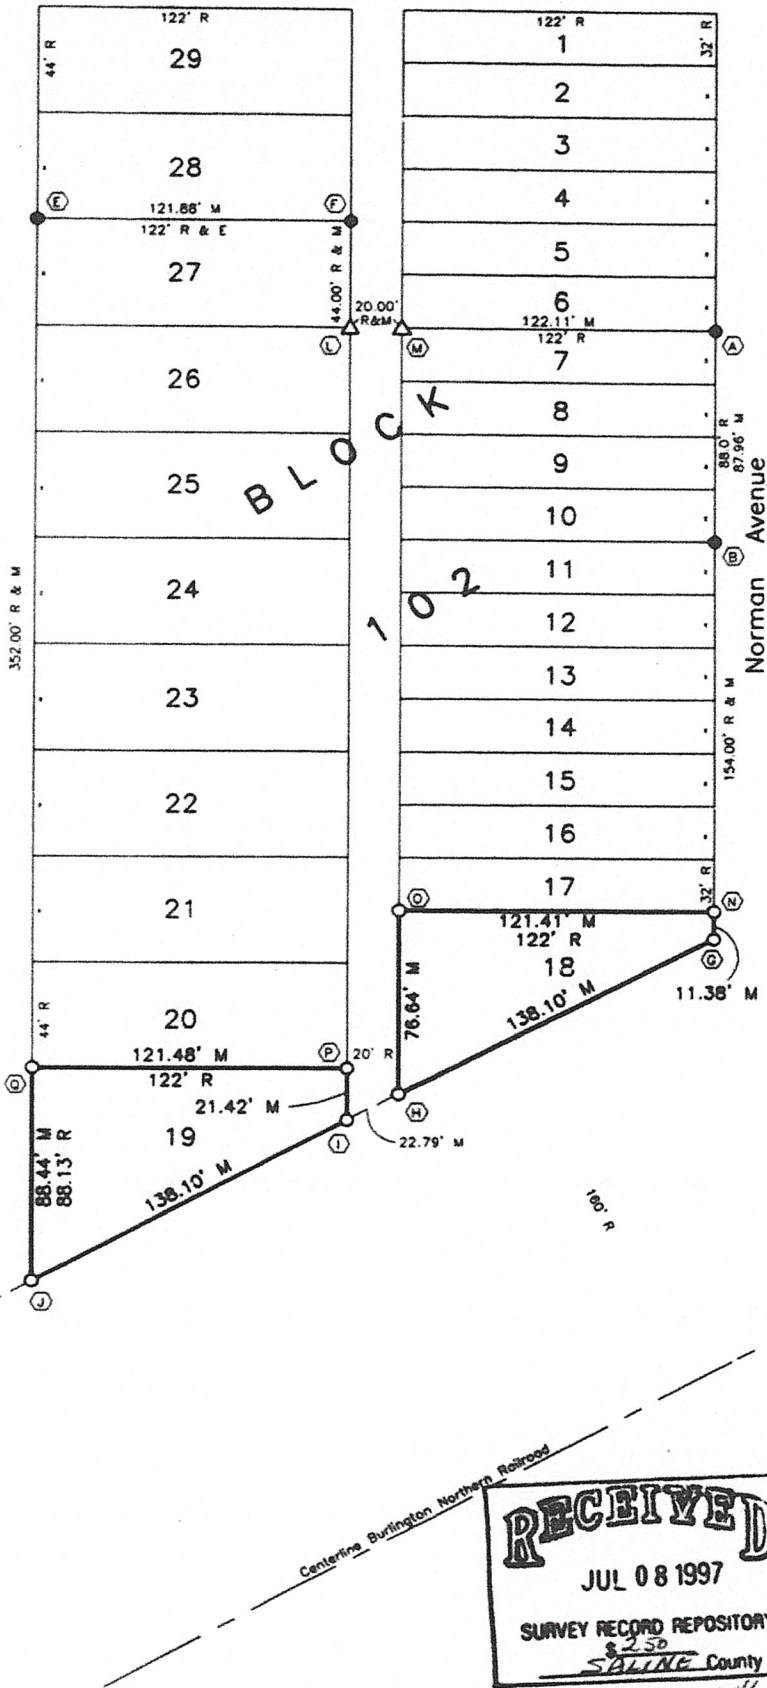 122' R
44' R
29
28
E
F
121.88' M
122' R & E
27
44.00' R & M
20.00'
R&M
L
M
26
25
24
352.00' R & M
23
22
21
20
44' R
121.48' M
P
20' R
Q
122' R
21.42' M
19
88.44' M
88.13' R
138.10' M
I
J
122' R
1
32' R
2
3
4
5
6
122.11' M
122' R
A
7
8
9
88.0' R
87.96' M
10
B
11
12
13
14
15
16
17
Norman Avenue
154.00' R & M
32' R
BLOCK
102
O
N
121.41' M
122' R
G
18
11.38' M
76.64' M
138.10' M
H
22.79' M
160' R
Centerline Burlington Northern Railroad
RECEIVED
JUL 08 1997
SURVEY RECORD REPOSITORY
$ 2.50
SALINE County